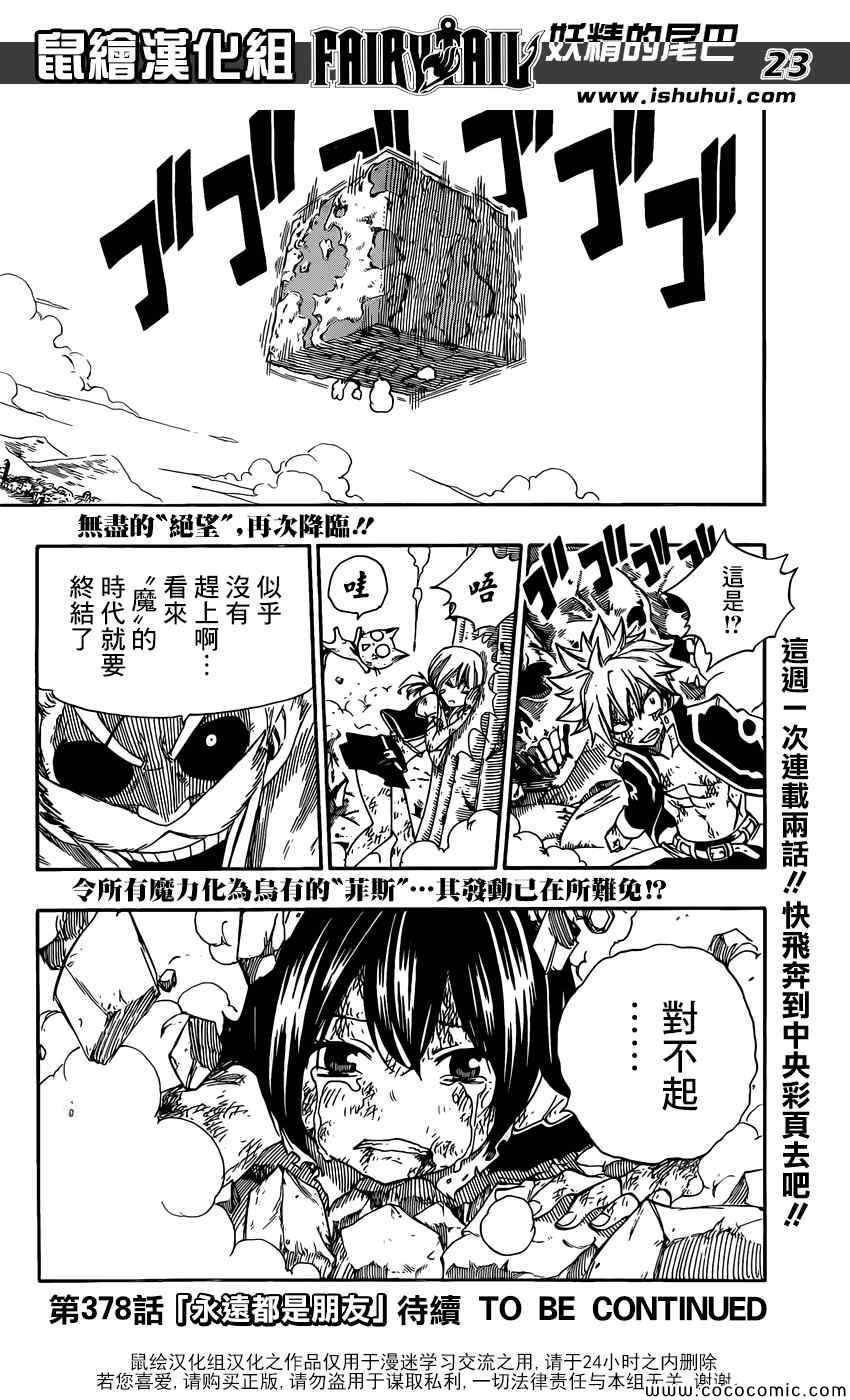 鼠繪漢化組
FAIRY TAIL
妖精的尾巴
23
www.ishuhui.com
ゴゴゴゴゴゴ
無盡的〝絕望〞,再次降臨!!
這是!?
ゴゴゴゴ
唔
哇
似乎
沒有
趕上啊…
看來
〝魔〞的
時代就要
終結了
這週一次連載兩話!!快飛奔到中央彩頁去吧!!
令所有魔力化為烏有的〝菲斯〞…其發動已在所難免!?
對不起
……
第378話「永遠都是朋友」待續 TO BE CONTINUED
鼠绘汉化组汉化之作品仅用于漫迷学习交流之用, 请于24小时之内删除
若您喜爱, 请购买正版, 请勿用于谋取私利, 一切法律责任与本组无关, 谢谢.
www.cococomic.com